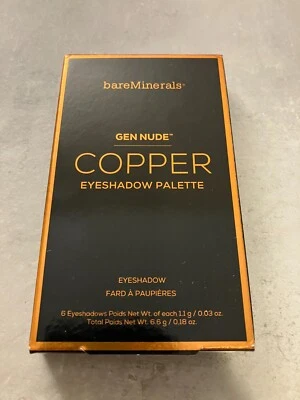 bareMinerals™
GEN NUDE™
COPPER
EYESHADOW PALETTE
EYESHADOW
FARD À PAUPIÈRES
6 Eyeshadows Poids Net Wt. of each 1.1 g / 0.03 oz.
Total Poids Net Wt. 6.6 g / 0.18 oz.